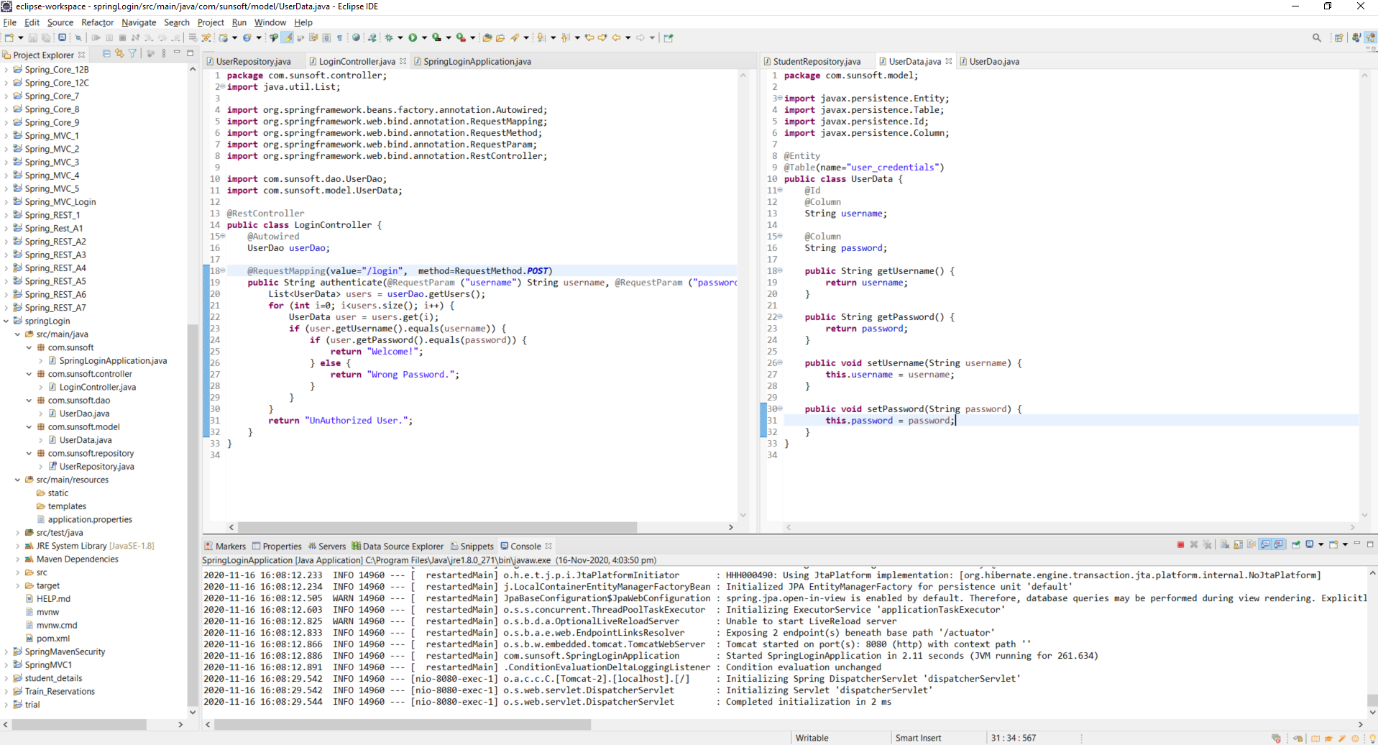 eclipse-workspace - springLogin/src/main/java/com/sunsoft/model/UserData.java - Eclipse IDE
File Edit Source Refactor Navigate Search Project Run Window Help
Project Explorer
Spring_Core_12B
Spring_Core_12C
Spring_Core_7
Spring_Core_8
Spring_Core_9
Spring_MVC_1
Spring_MVC_2
Spring_MVC_3
Spring_MVC_4
Spring_MVC_5
Spring_MVC_Login
Spring_REST_1
Spring_Rest_A1
Spring_REST_A2
Spring_REST_A3
Spring_REST_A4
Spring_REST_A5
Spring_REST_A6
Spring_REST_A7
springLogin
src/main/java
com.sunsoft
SpringLoginApplication.java
com.sunsoft.controller
LoginController.java
com.sunsoft.dao
UserDao.java
com.sunsoft.model
UserData.java
com.sunsoft.repository
UserRepository.java
src/main/resources
static
templates
application.properties
src/test/java
JRE System Library [JavaSE-1.8]
Maven Dependencies
src
target
HELP.md
mvnw
mvnw.cmd
pom.xml
SpringMavenSecurity
SpringMVC1
student_details
Train_Reservations
trial
UserRepository.java LoginController.java SpringLoginApplication.java
1 package com.sunsoft.controller;
2 import java.util.List;
3
4 import org.springframework.beans.factory.annotation.Autowired;
5 import org.springframework.web.bind.annotation.RequestMapping;
6 import org.springframework.web.bind.annotation.RequestMethod;
7 import org.springframework.web.bind.annotation.RequestParam;
8 import org.springframework.web.bind.annotation.RestController;
9
10 import com.sunsoft.dao.UserDao;
11 import com.sunsoft.model.UserData;
12
13 @RestController
14 public class LoginController {
15 @Autowired
16 UserDao userDao;
17
18 @RequestMapping(value="/login", method=RequestMethod.POST)
19 public String authenticate(@RequestParam ("username") String username, @RequestParam ("password
20 List<UserData> users = userDao.getUsers();
21 for (int i=0; i<users.size(); i++) {
22 UserData user = users.get(i);
23 if (user.getUsername().equals(username)) {
24 if (user.getPassword().equals(password)) {
25 return "Welcome!";
26 } else {
27 return "Wrong Password.";
28 }
29 }
30 }
31 return "UnAuthorized User.";
32 }
33 }
34
StudentRepository.java UserData.java UserDao.java
1 package com.sunsoft.model;
2
3 import javax.persistence.Entity;
4 import javax.persistence.Table;
5 import javax.persistence.Id;
6 import javax.persistence.Column;
7
8 @Entity
9 @Table(name="user_credentials")
10 public class UserData {
11 @Id
12 @Column
13 String username;
14
15 @Column
16 String password;
17
18 public String getUsername() {
19 return username;
20 }
21
22 public String getPassword() {
23 return password;
24 }
25
26 public void setUsername(String username) {
27 this.username = username;
28 }
29
30 public void setPassword(String password) {
31 this.password = password;
32 }
33 }
34
Markers Properties Servers Data Source Explorer Snippets Console
SpringLoginApplication [Java Application] C:\Program Files\Java\jre1.8.0_271\bin\javaw.exe (16-Nov-2020, 4:03:50 pm)
2020-11-16 16:08:12.233 INFO 14960 --- [ restartedMain] o.h.e.t.j.p.i.JtaPlatformInitiator : HHH000490: Using JtaPlatform implementation: [org.hibernate.engine.transaction.jta.platform.internal.NoJtaPlatform]
2020-11-16 16:08:12.234 INFO 14960 --- [ restartedMain] j.LocalContainerEntityManagerFactoryBean : Initialized JPA EntityManagerFactory for persistence unit 'default'
2020-11-16 16:08:12.505 WARN 14960 --- [ restartedMain] JpaBaseConfiguration$JpaWebConfiguration : spring.jpa.open-in-view is enabled by default. Therefore, database queries may be performed during view rendering. Explicitl
2020-11-16 16:08:12.603 INFO 14960 --- [ restartedMain] o.s.s.concurrent.ThreadPoolTaskExecutor : Initializing ExecutorService 'applicationTaskExecutor'
2020-11-16 16:08:12.825 WARN 14960 --- [ restartedMain] o.s.b.d.a.OptionalLiveReloadServer : Unable to start LiveReload server
2020-11-16 16:08:12.833 INFO 14960 --- [ restartedMain] o.s.b.a.e.web.EndpointLinksResolver : Exposing 2 endpoint(s) beneath base path '/actuator'
2020-11-16 16:08:12.866 INFO 14960 --- [ restartedMain] o.s.b.w.embedded.tomcat.TomcatWebServer : Tomcat started on port(s): 8080 (http) with context path ''
2020-11-16 16:08:12.886 INFO 14960 --- [ restartedMain] com.sunsoft.SpringLoginApplication : Started SpringLoginApplication in 2.11 seconds (JVM running for 261.634)
2020-11-16 16:08:12.891 INFO 14960 --- [ restartedMain] .ConditionEvaluationDeltaLoggingListener : Condition evaluation unchanged
2020-11-16 16:08:29.542 INFO 14960 --- [nio-8080-exec-1] o.a.c.c.C.[Tomcat-2].[localhost].[/] : Initializing Spring DispatcherServlet 'dispatcherServlet'
2020-11-16 16:08:29.542 INFO 14960 --- [nio-8080-exec-1] o.s.web.servlet.DispatcherServlet : Initializing Servlet 'dispatcherServlet'
2020-11-16 16:08:29.544 INFO 14960 --- [nio-8080-exec-1] o.s.web.servlet.DispatcherServlet : Completed initialization in 2 ms
Writable Smart Insert 31 : 34 : 567